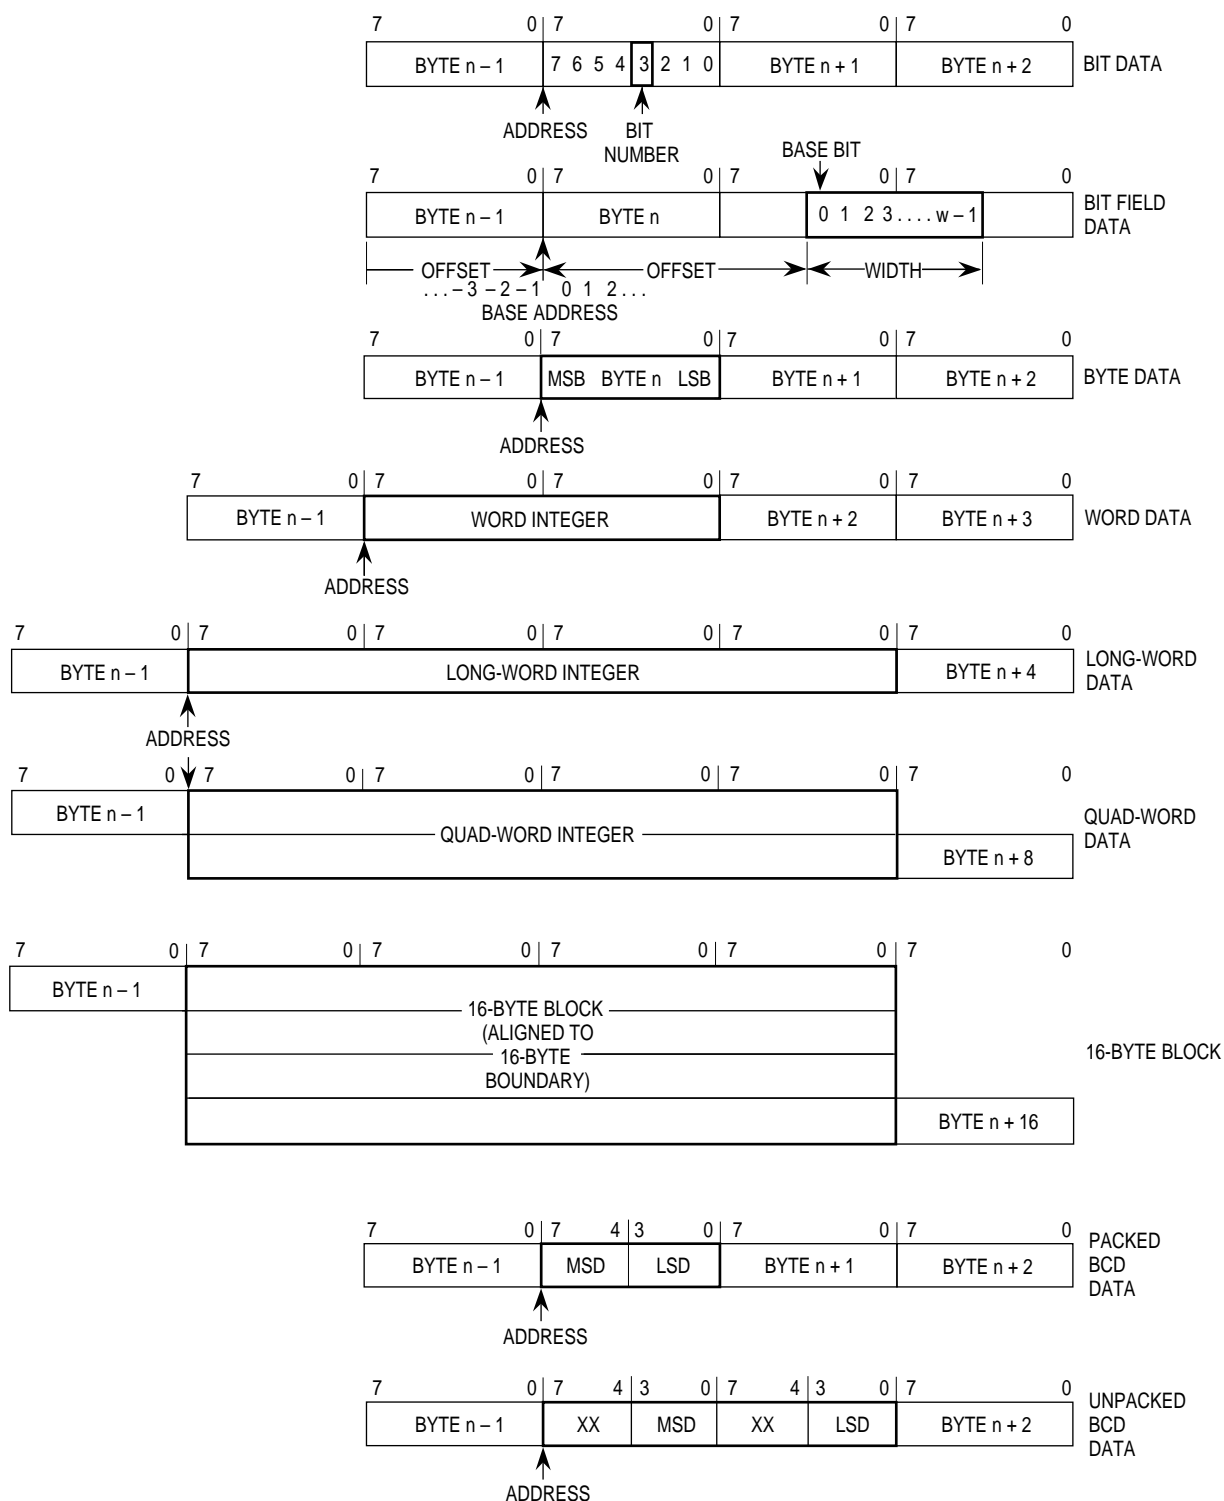 7 0 7 0 7 0 7 0
BYTE n – 1 7 6 5 4 3 2 1 0 BYTE n + 1 BYTE n + 2 BIT DATA
ADDRESS BIT
NUMBER
BASE BIT
7 0 7 0 7 0 7 0
BYTE n – 1 BYTE n 0 1 2 3 . . . . w – 1 BIT FIELD
DATA
OFFSET OFFSET WIDTH
. . . – 3 – 2 – 1 0 1 2 . . .
BASE ADDRESS
7 0 7 0 7 0 7 0
BYTE n – 1 MSB BYTE n LSB BYTE n + 1 BYTE n + 2 BYTE DATA
ADDRESS
7 0 7 0 7 0 7 0 7 0
BYTE n – 1 WORD INTEGER BYTE n + 2 BYTE n + 3 WORD DATA
ADDRESS
7 0 7 0 7 0 7 0 7 0 7 0
BYTE n – 1 LONG-WORD INTEGER BYTE n + 4 LONG-WORD
DATA
ADDRESS
7 0 7 0 7 0 7 0 7 0 7 0
BYTE n – 1 QUAD-WORD
QUAD-WORD INTEGER DATA
BYTE n + 8
7 0 7 0 7 0 7 0 7 0 7 0
BYTE n – 1
16-BYTE BLOCK
(ALIGNED TO
16-BYTE 16-BYTE BLOCK
BOUNDARY)
BYTE n + 16
7 0 7 4 3 0 7 0 7 0 PACKED
BYTE n – 1 MSD LSD BYTE n + 1 BYTE n + 2 BCD
DATA
ADDRESS
7 0 7 4 3 0 7 4 3 0 7 0 UNPACKED
BYTE n – 1 XX MSD XX LSD BYTE n + 2 BCD
DATA
ADDRESS